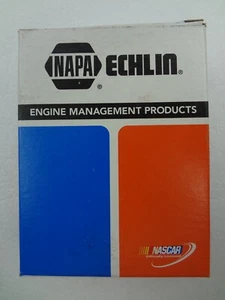 NAPA ECHLIN®
®
ENGINE MANAGEMENT PRODUCTS
NASCAR